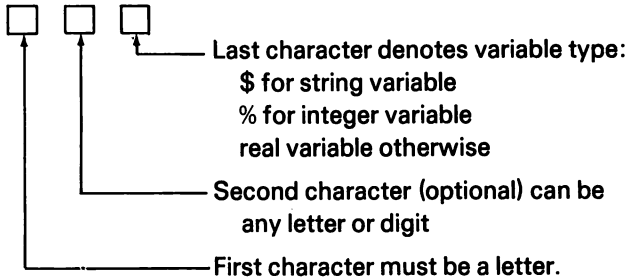 Last character denotes variable type:
$ for string variable
% for integer variable
real variable otherwise
Second character (optional) can be
any letter or digit
First character must be a letter.